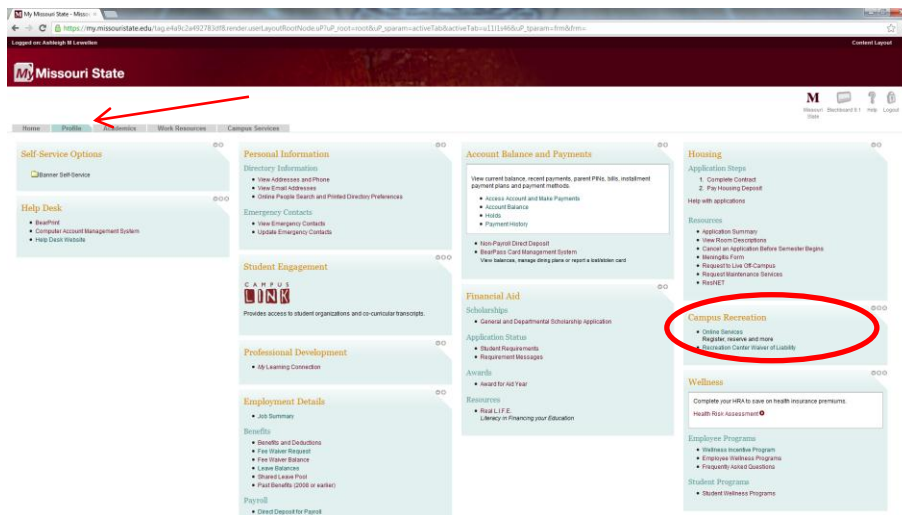 My Missouri State - Misso
https://my.missouristate.edu/
Logged on: Ashleigh M Lewellen
Content Layout
My Missouri State
M
Missouri State
Blackboard 9.1
Help
Logout
Home
Profile
Academics
Work Resources
Campus Services
Self-Service Options
Banner Self-Service
Help Desk
BearPrint
Computer Account Management System
Help Desk Website
Personal Information
Directory Information
View Addresses and Phone
View Email Addresses
Online People Search and Printed Directory Preferences
Emergency Contacts
View Emergency Contacts
Update Emergency Contacts
Student Engagement
CAMPUS
LINK
Provides access to student organizations and co-curricular transcripts.
Professional Development
My Learning Connection
Employment Details
Job Summary
Benefits
Benefits and Deductions
Fee Waiver Request
Fee Waiver Balance
Leave Balances
Shared Leave Pool
Past Benefits (2008 or earlier)
Payroll
Direct Deposit for Payroll
Account Balance and Payments
View current balance, recent payments, parent PINs, bills, installment
payment plans and payment methods.
Access Account and Make Payments
Account Balance
Holds
Payment History
Non-Payroll Direct Deposit
BearPass Card Management System
View balances, manage dining plans or report a lost/stolen card
Financial Aid
Scholarships
General and Departmental Scholarship Application
Application Status
Student Requirements
Requirement Messages
Awards
Award for Aid Year
Resources
Real L.I.F.E.
Literacy in Financing your Education
Housing
Application Steps
1. Complete Contract
2. Pay Housing Deposit
Help with applications
Resources
Application Summary
View Room Descriptions
Cancel an Application Before Semester Begins
Meningitis Form
Request to Live Off-Campus
Request Maintenance Services
ResNET
Campus Recreation
Online Services
Register, reserve and more
Recreation Center Waiver of Liability
Wellness
Complete your HRA to save on health insurance premiums.
Health Risk Assessment
Employee Programs
Wellness Incentive Program
Employee Wellness Programs
Frequently Asked Questions
Student Programs
Student Wellness Programs